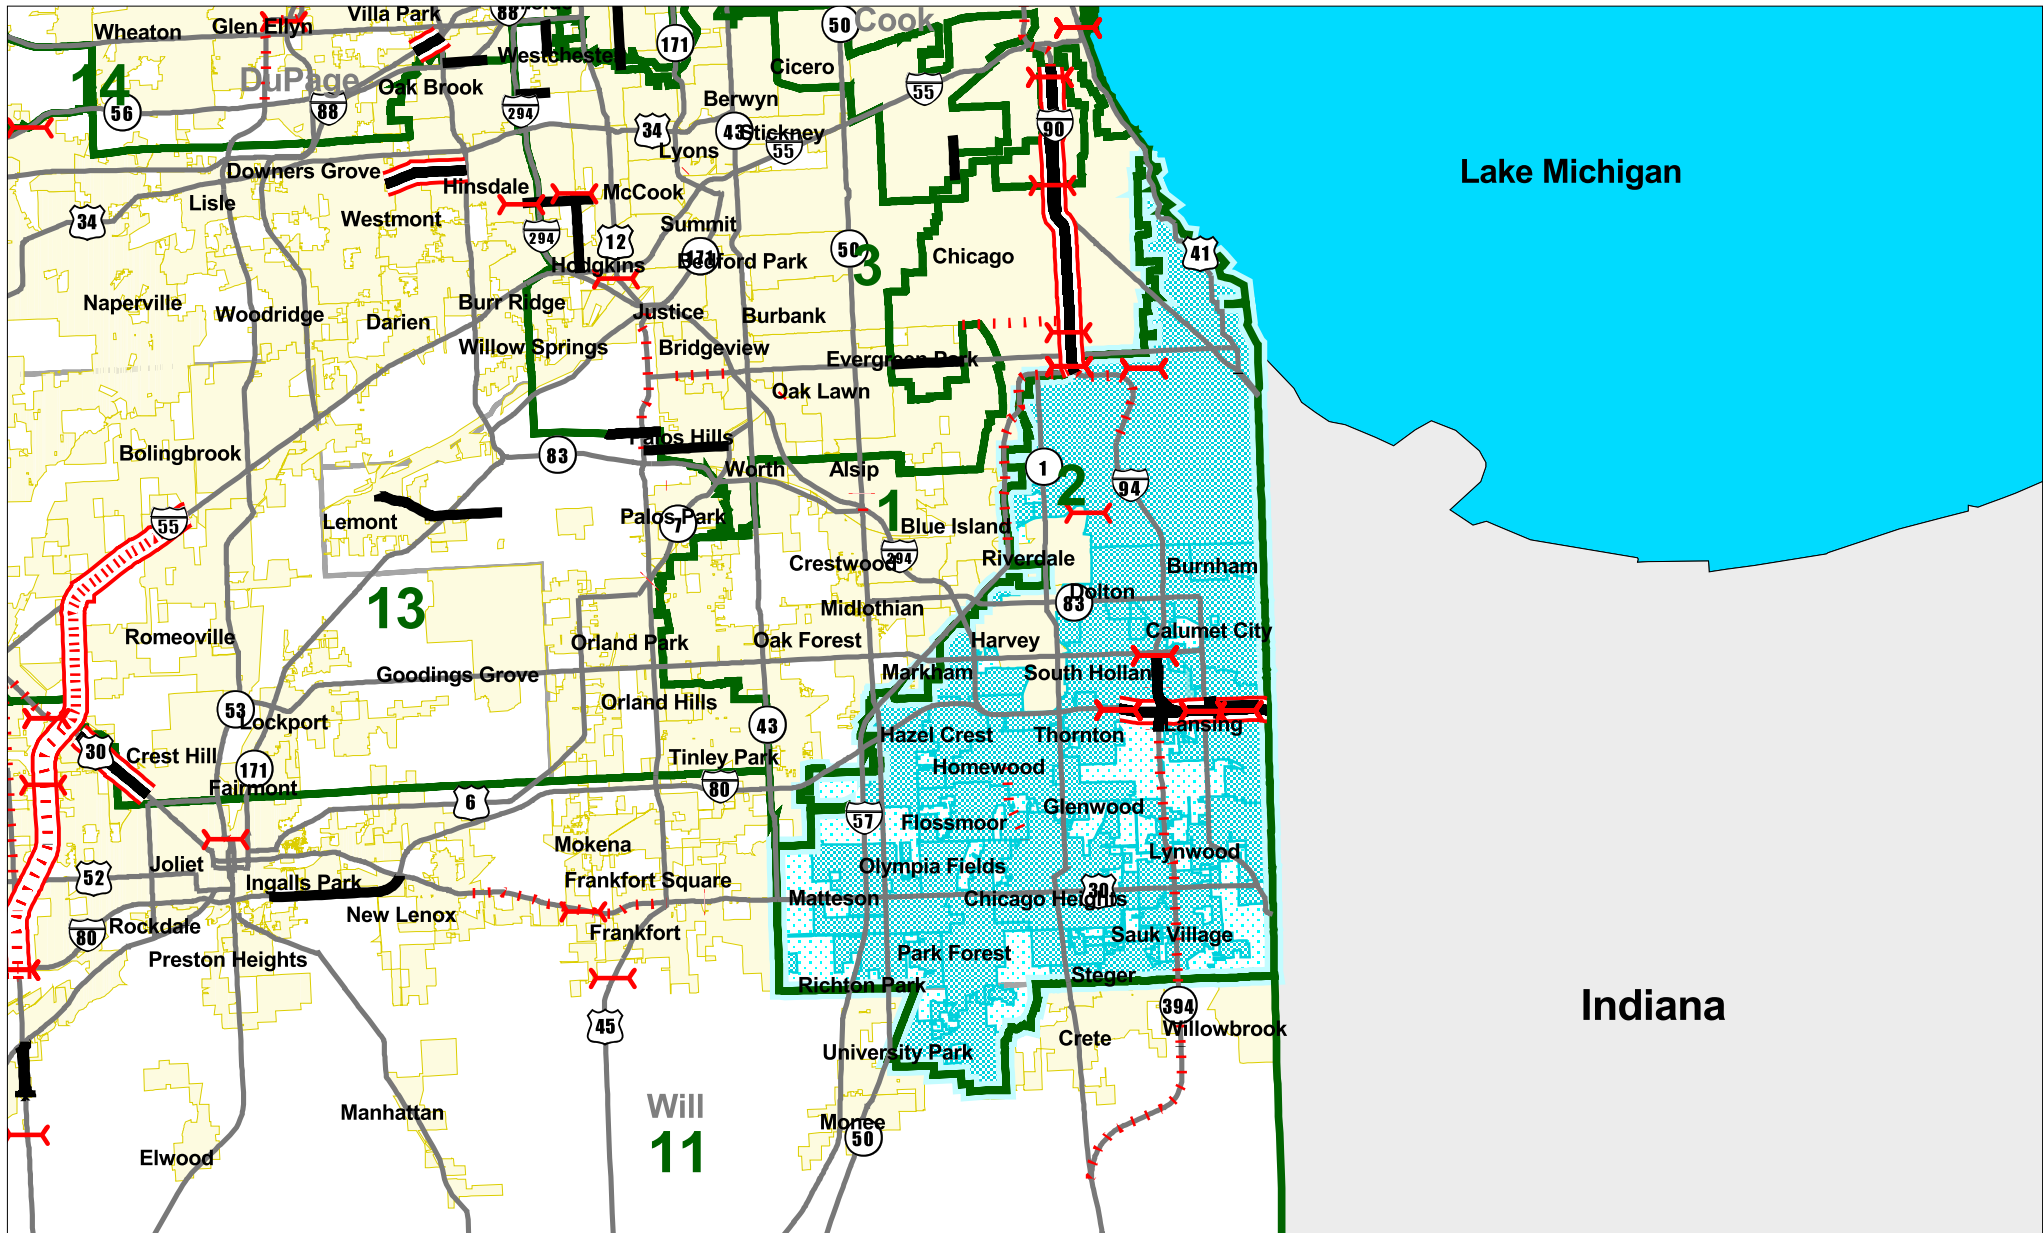 Villa Park
88
50
Cook
Wheaton
Glen Ellyn
171
Westchester
Cicero
14
DuPage
Oak Brook
55
56
88
294
Berwyn
34
43
Stickney
90
Lyons
55
Downers Grove
Hinsdale
McCook
Lake Michigan
Lisle
34
Westmont
Summit
294
12
171
50
3
Chicago
41
Hodgkins
Bedford Park
Naperville
Woodridge
Darien
Burr Ridge
Justice
Burbank
Willow Springs
Bridgeview
Evergreen Park
Oak Lawn
Palos Hills
Bolingbrook
83
Worth
Alsip
1
2
94
55
Lemont
Palos Park
7
1
Blue Island
Crestwood
294
Riverdale
Burnham
13
Midlothian
83
Dolton
Romeoville
Orland Park
Oak Forest
Harvey
Calumet City
Goodings Grove
Markham
South Hollan
53
Lockport
Orland Hills
43
Hazel Crest
Thornton
Lansing
30
Crest Hill
171
Tinley Park
Homewood
Fairmont
6
80
57
Flossmoor
Glenwood
Mokena
Lynwood
52
Joliet
Ingalls Park
Frankfort Square
Olympia Fields
30
Matteson
Chicago Heights
80
Rockdale
New Lenox
Frankfort
Sauk Village
Preston Heights
Park Forest
Steger
Richton Park
45
394
Indiana
Crete
Willowbrook
University Park
Manhattan
Will
Monee
50
11
Elwood